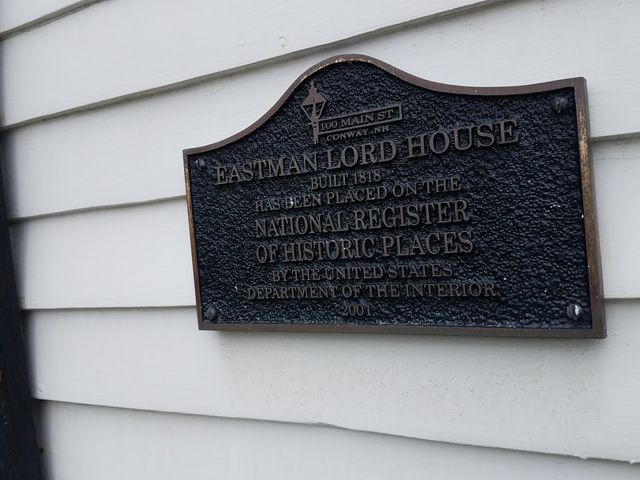 100 MAIN ST.
CONWAY, NH
EASTMAN LORD HOUSE
BUILT 1818
HAS BEEN PLACED ON THE
NATIONAL REGISTER
OF HISTORIC PLACES
BY THE UNITED STATES
DEPARTMENT OF THE INTERIOR
2001